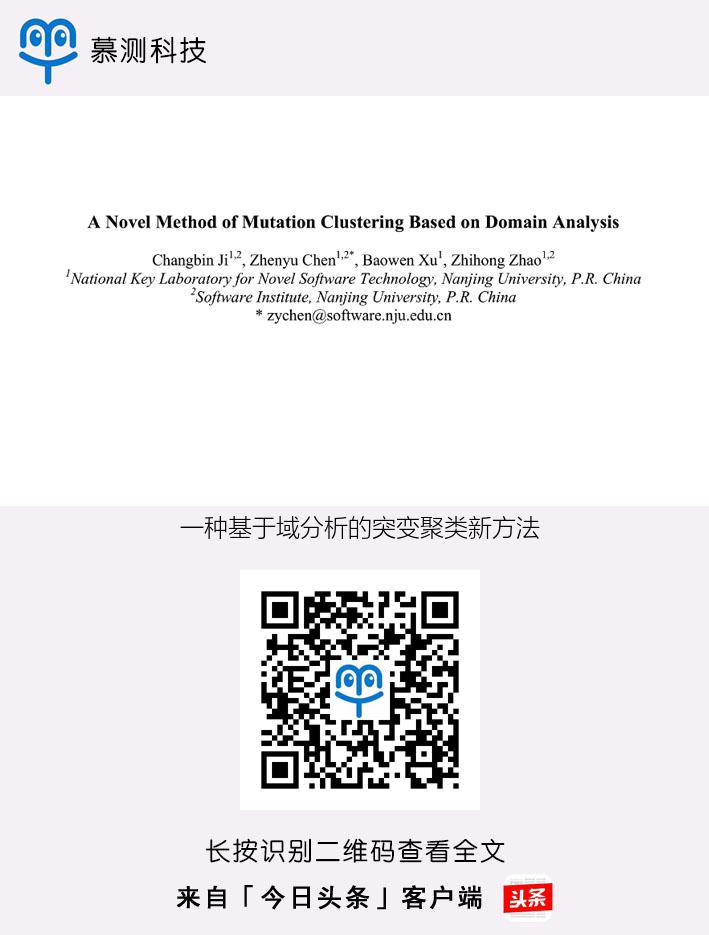 慕测科技
A Novel Method of Mutation Clustering Based on Domain Analysis
Changbin Ji1,2, Zhenyu Chen1,2*, Baowen Xu1, Zhihong Zhao1,2
1National Key Laboratory for Novel Software Technology, Nanjing University, P.R. China
2Software Institute, Nanjing University, P.R. China
* zychen@software.nju.edu.cn
一种基于域分析的突变聚类新方法
长按识别二维码查看全文
来自「今日头条」客户端 头条